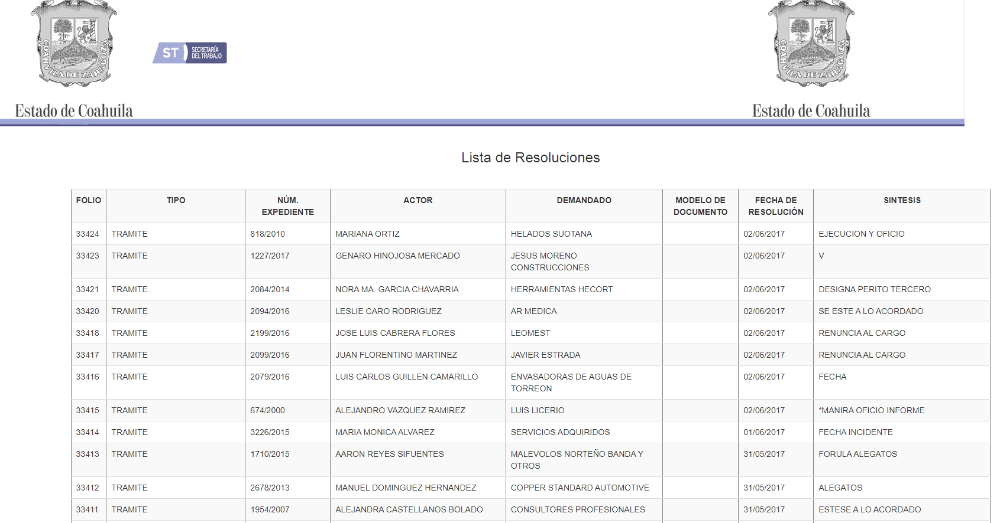 COAHVILA DE ZARAGOZA
COAHVILA DE ZARAGOZA
ST SECRETARÍA
DEL TRABAJO
Estado de Coahuila
Estado de Coahuila
Lista de Resoluciones
FOLIO TIPO NÚM. EXPEDIENTE ACTOR DEMANDADO MODELO DE DOCUMENTO FECHA DE RESOLUCIÓN SINTESIS
33424 TRAMITE 818/2010 MARIANA ORTIZ HELADOS SUOTANA 02/06/2017 EJECUCION Y OFICIO
33423 TRAMITE 1227/2017 GENARO HINOJOSA MERCADO JESUS MORENO CONSTRUCCIONES 02/06/2017 V
33421 TRAMITE 2084/2014 NORA MA. GARCIA CHAVARRIA HERRAMIENTAS HECORT 02/06/2017 DESIGNA PERITO TERCERO
33420 TRAMITE 2094/2016 LESLIE CARO RODRIGUEZ AR MEDICA 02/06/2017 SE ESTE A LO ACORDADO
33418 TRAMITE 2199/2016 JOSE LUIS CABRERA FLORES LEOMEST 02/06/2017 RENUNCIA AL CARGO
33417 TRAMITE 2099/2016 JUAN FLORENTINO MARTINEZ JAVIER ESTRADA 02/06/2017 RENUNCIA AL CARGO
33416 TRAMITE 2079/2016 LUIS CARLOS GUILLEN CAMARILLO ENVASADORAS DE AGUAS DE TORREON 02/06/2017 FECHA
33415 TRAMITE 674/2000 ALEJANDRO VAZQUEZ RAMIREZ LUIS LICERIO 02/06/2017 *MANIRA OFICIO INFORME
33414 TRAMITE 3226/2015 MARIA MONICA ALVAREZ SERVICIOS ADQUIRIDOS 01/06/2017 FECHA INCIDENTE
33413 TRAMITE 1710/2015 AARON REYES SIFUENTES MALEVOLOS NORTEÑO BANDA Y OTROS 31/05/2017 FORULA ALEGATOS
33412 TRAMITE 2678/2013 MANUEL DOMINGUEZ HERNANDEZ COPPER STANDARD AUTOMOTIVE 31/05/2017 ALEGATOS
33411 TRAMITE 1954/2007 ALEJANDRA CASTELLANOS BOLADO CONSULTORES PROFESIONALES 31/05/2017 ESTESE A LO ACORDADO